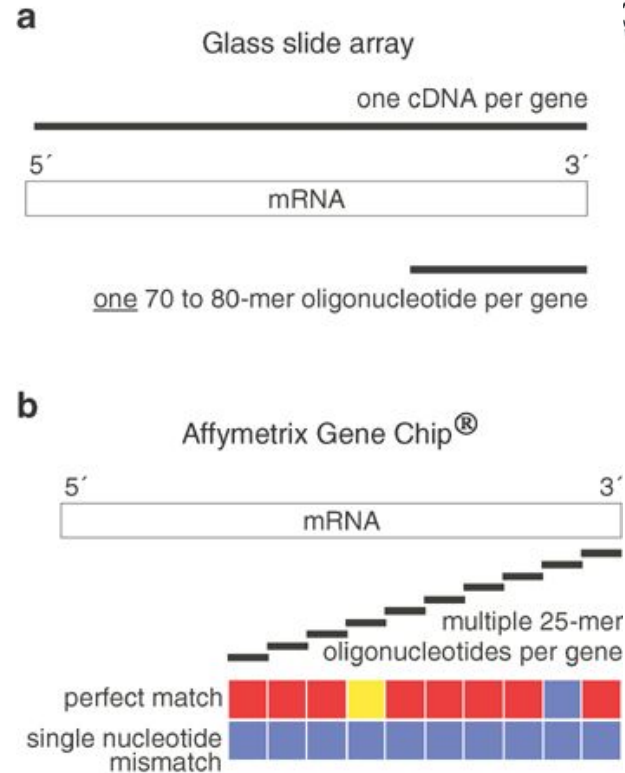 a
Glass slide array
one cDNA per gene
5´ 3´
mRNA
one 70 to 80-mer oligonucleotide per gene
b
Affymetrix Gene Chip®
5´ 3´
mRNA
multiple 25-mer
oligonucleotides per gene
perfect match
single nucleotide
mismatch